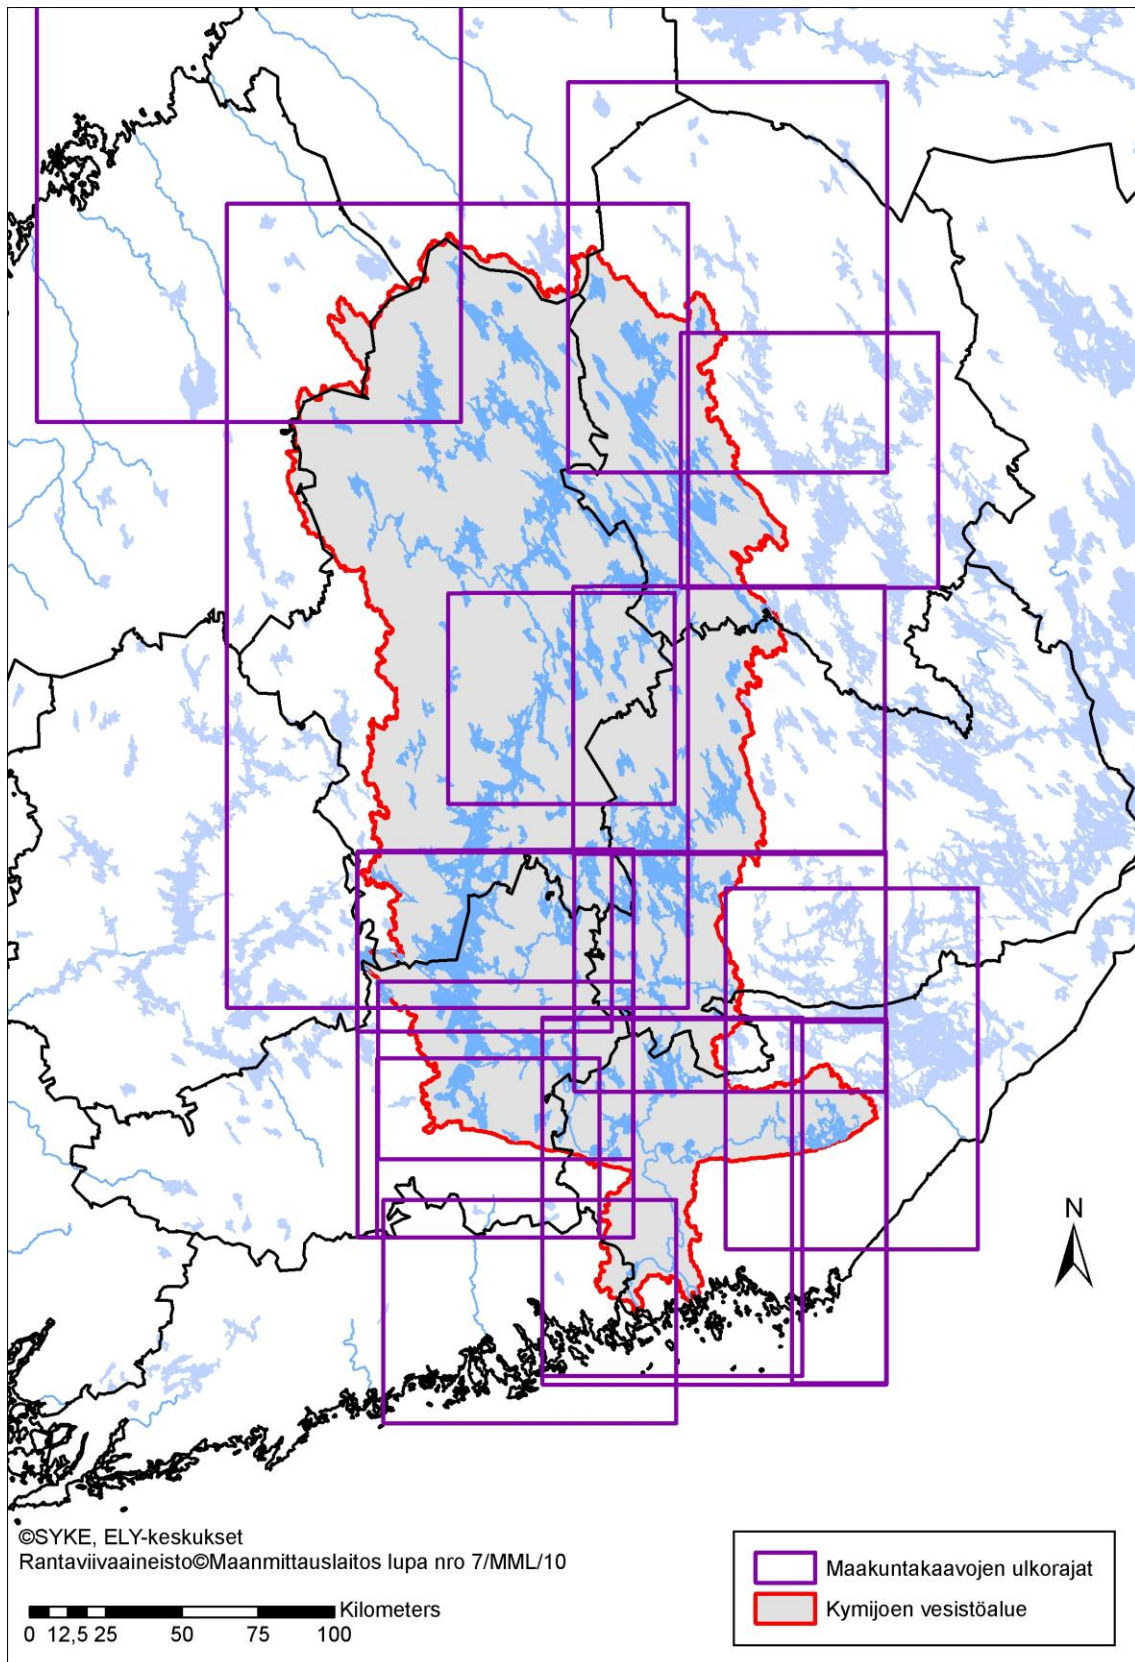 N
©SYKE, ELY-keskukset
Rantaviivaaineisto©Maanmittauslaitos lupa nro 7/MML/10
Kilometers
0 12,5 25 50 75 100
Maakuntakaavojen ulkorajat
Kymijoen vesistöalue